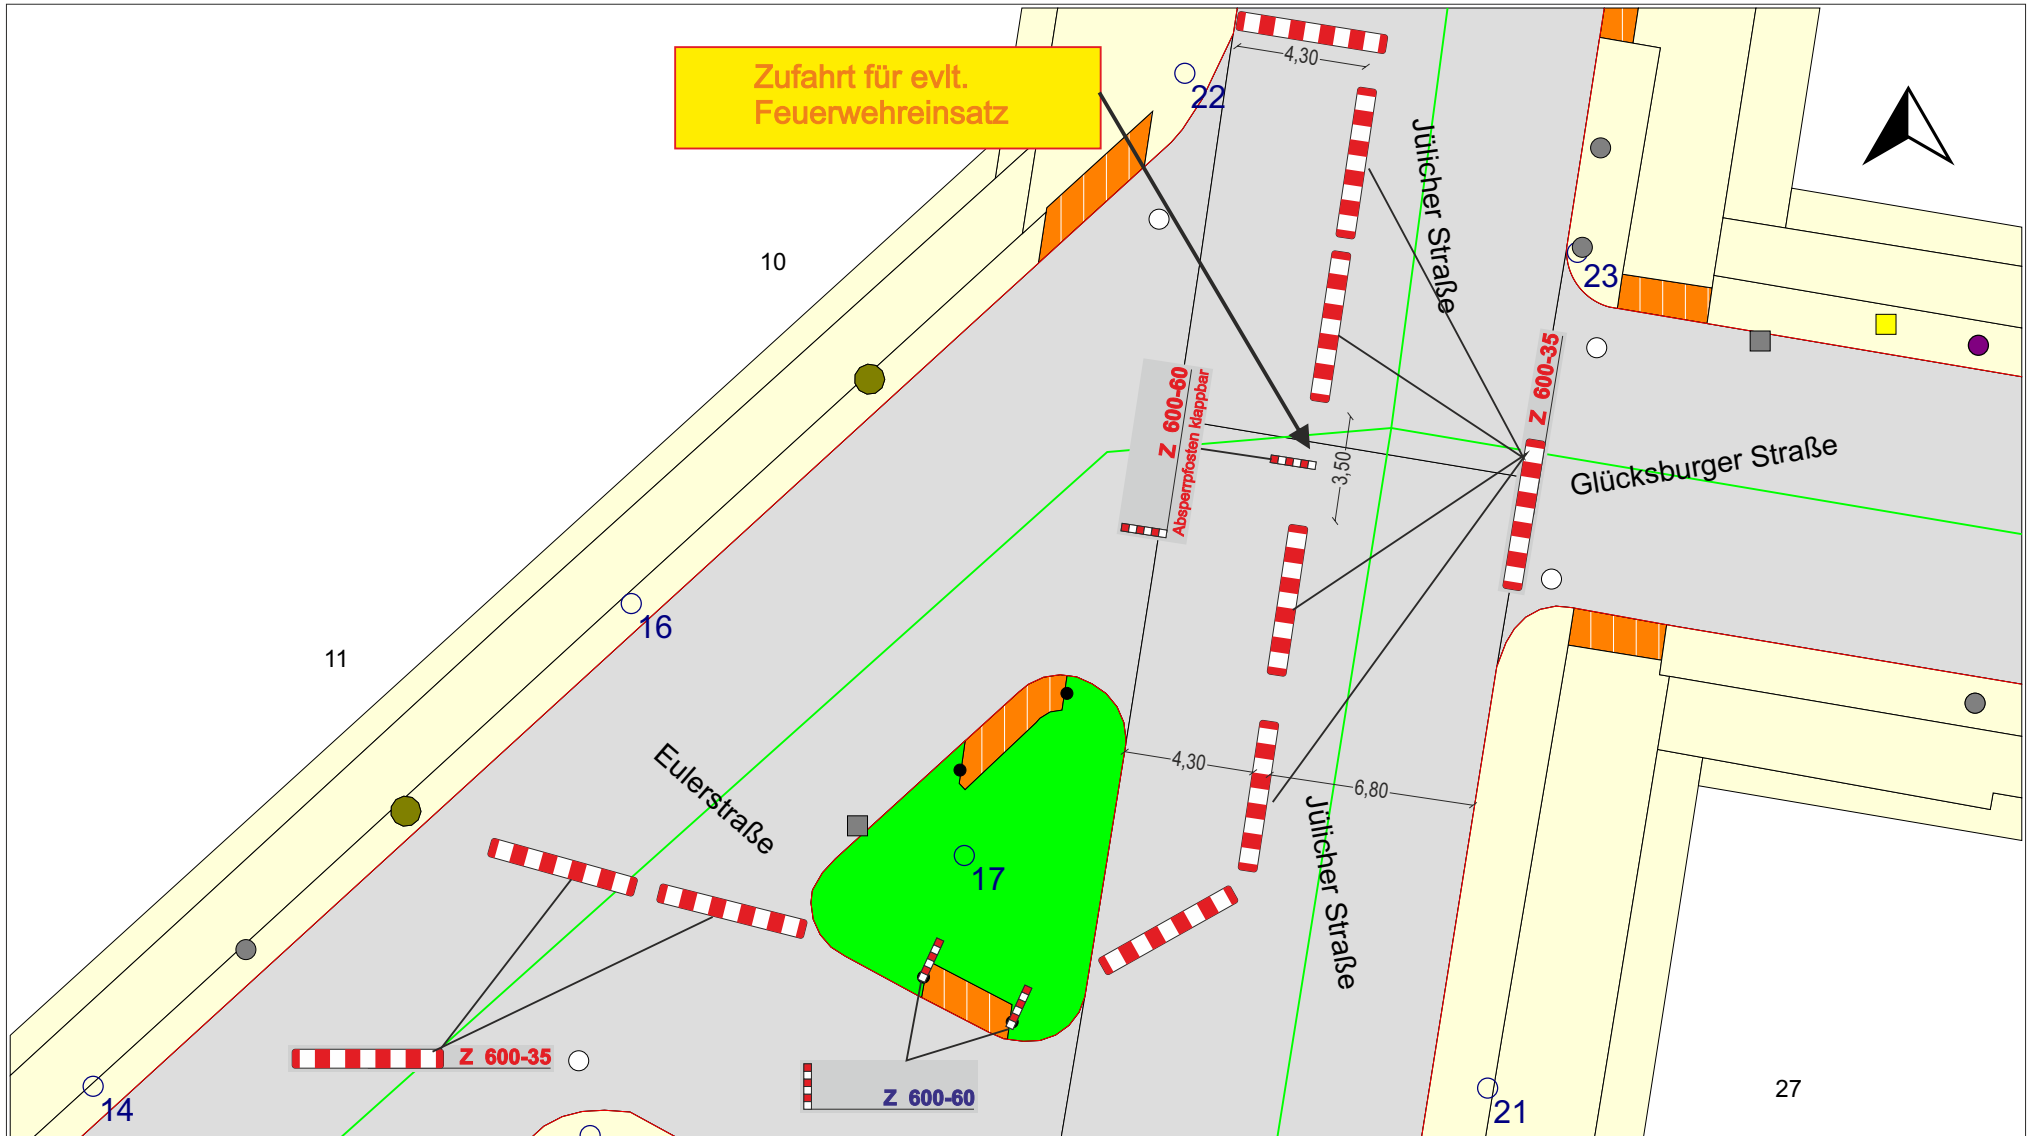 Zufahrt für evlt.
Feuerwehreinsatz
4,30
22
Jülicher Straße
10
23
Z 600-35
Z 600-60
Absperrpfosten klappbar
3,50
Glücksburger Straße
16
11
Eulerstraße
4,30
6,80
Jülicher Straße
17
Z 600-35
Z 600-60
14
21
27